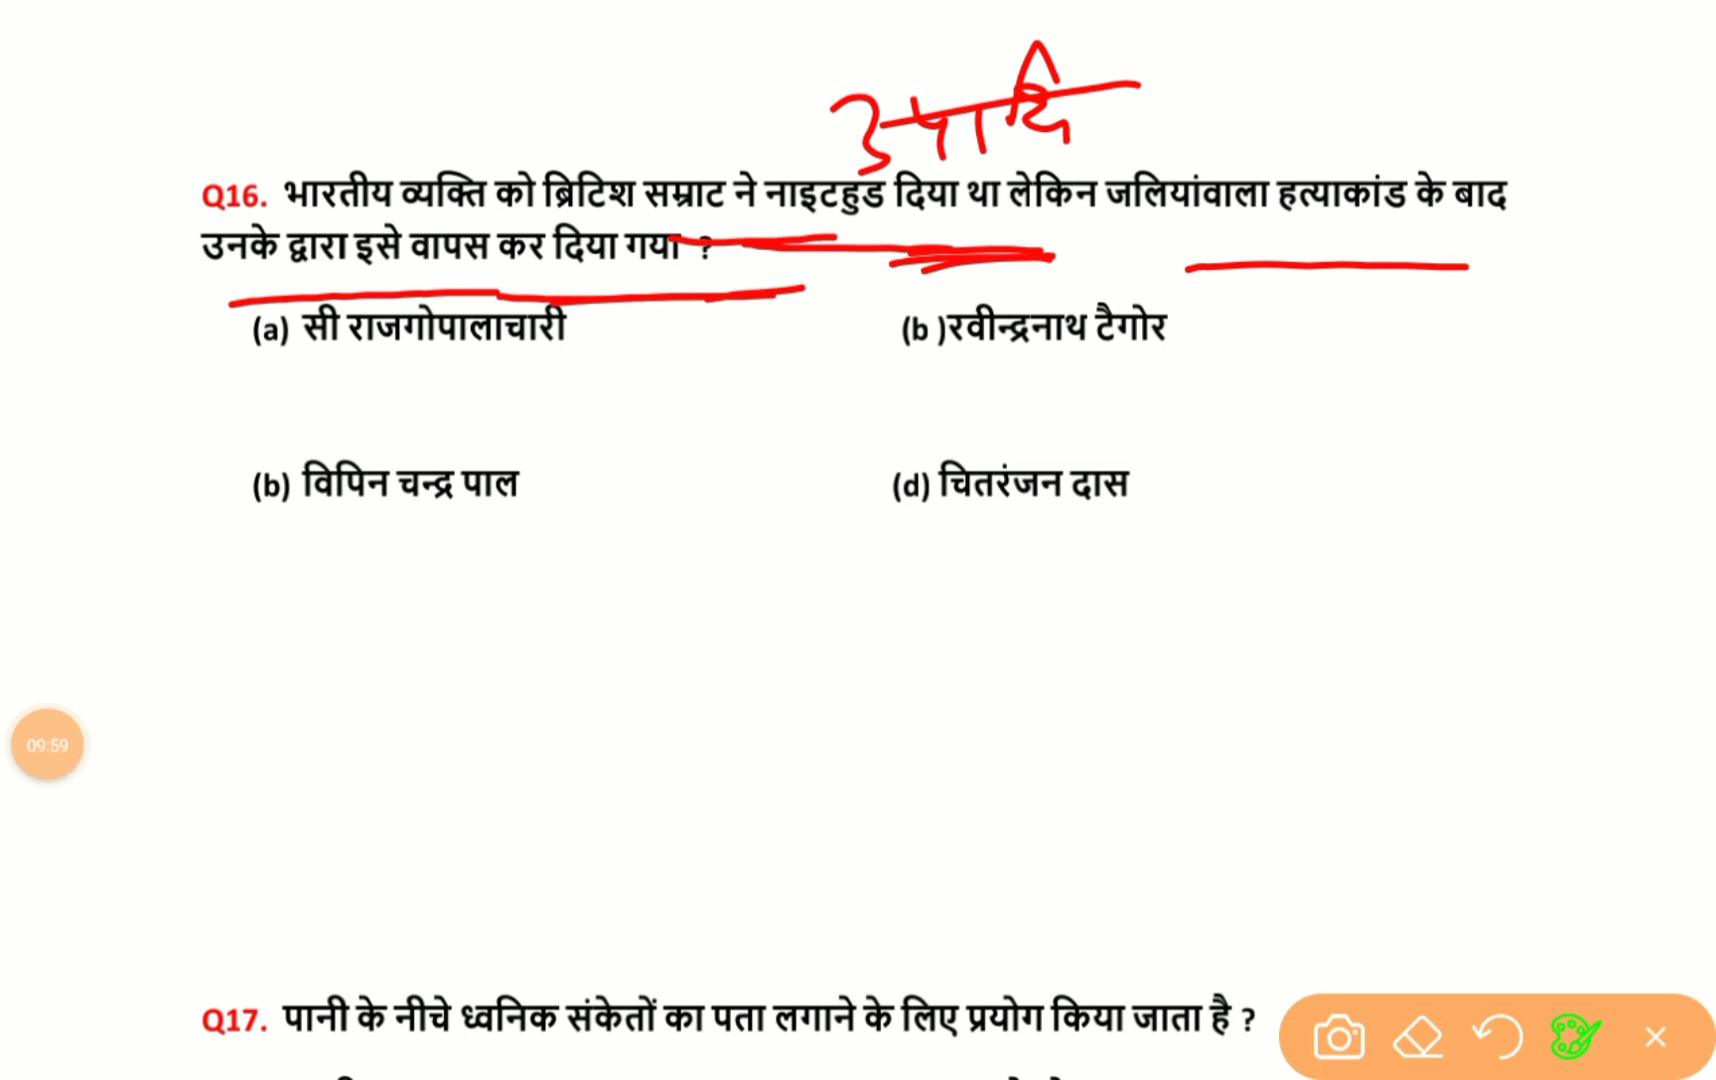 उपाधि
Q16. भारतीय व्यक्ति को ब्रिटिश सम्राट ने नाइटहुड दिया था लेकिन जलियांवाला हत्याकांड के बाद
उनके द्वारा इसे वापस कर दिया गया ?
(a) सी राजगोपालाचारी (b )रवीन्द्रनाथ टैगोर
(b) विपिन चन्द्र पाल (d) चितरंजन दास
09:59
Q17. पानी के नीचे ध्वनिक संकेतों का पता लगाने के लिए प्रयोग किया जाता है ?